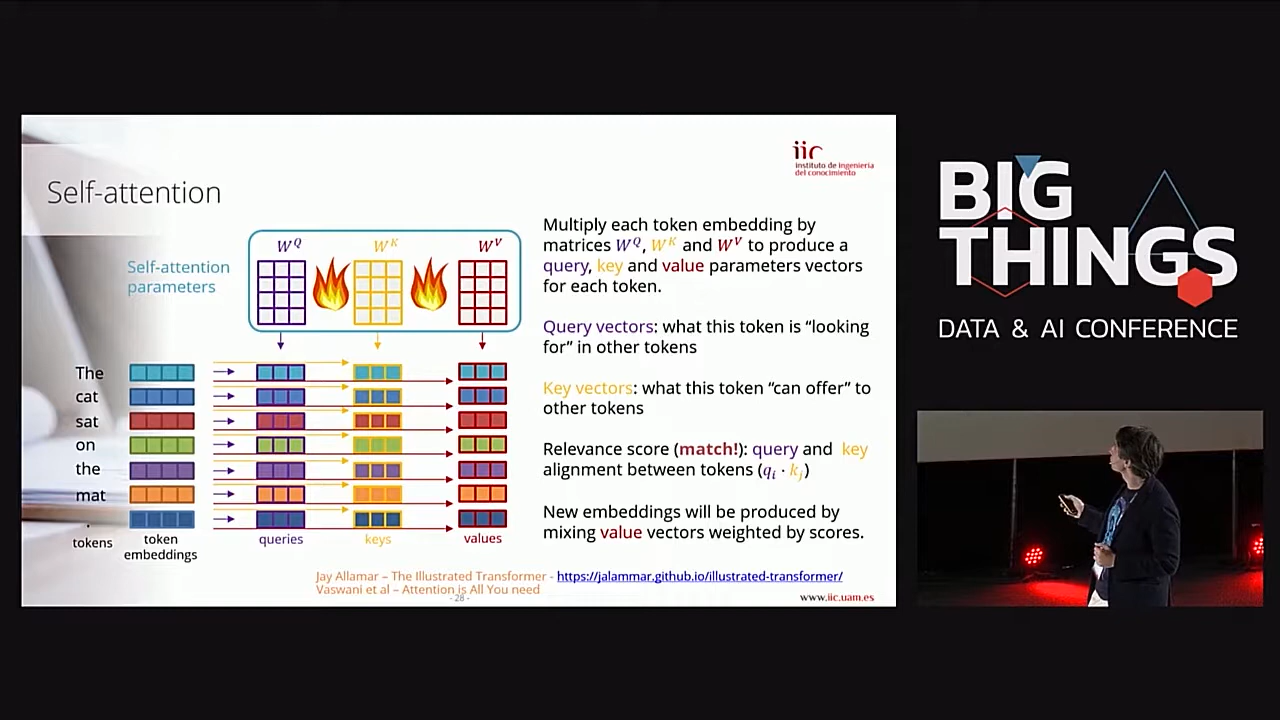 iic
instituto de ingeniería
del conocimiento
Self-attention
W^Q
W^K
W^V
Self-attention
parameters
The
cat
sat
on
the
mat
.
tokens
token
embeddings
queries
keys
values
Multiply each token embedding by
matrices W^Q, W^K and W^V to produce a
query, key and value parameters vectors
for each token.
Query vectors: what this token is “looking
for” in other tokens
Key vectors: what this token “can offer” to
other tokens
Relevance score (match!): query and key
alignment between tokens (q_i · k_j)
New embeddings will be produced by
mixing value vectors weighted by scores.
Jay Allamar – The Illustrated Transformer - https://jalammar.github.io/illustrated-transformer/
Vaswani et al – Attention is All You need
- 28 -
www.iic.uam.es
BIG
THINGS
DATA & AI CONFERENCE